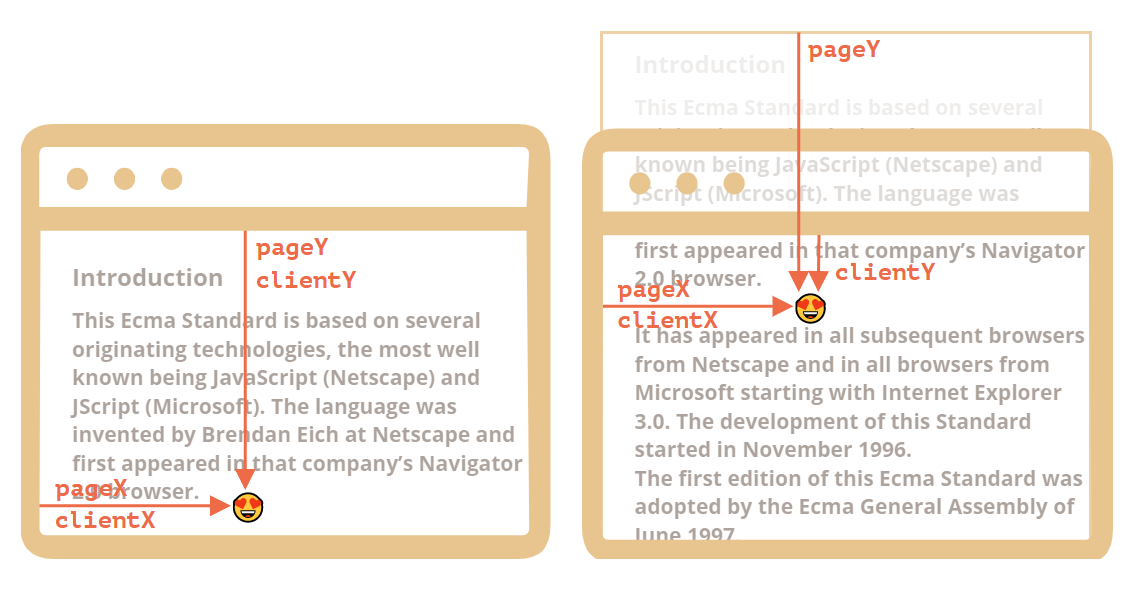 pageY
clientY
Introduction
This Ecma Standard is based on several
originating technologies, the most well
known being JavaScript (Netscape) and
JScript (Microsoft). The language was
invented by Brendan Eich at Netscape and
first appeared in that company’s Navigator
2.0 browser.
pageX
clientX
pageY
Introduction
This Ecma Standard is based on several
known being JavaScript (Netscape) and
JScript (Microsoft). The language was
first appeared in that company’s Navigator
2.0 browser.
clientY
pageX
clientX
It has appeared in all subsequent browsers
from Netscape and in all browsers from
Microsoft starting with Internet Explorer
3.0. The development of this Standard
started in November 1996.
The first edition of this Ecma Standard was
adopted by the Ecma General Assembly of
June 1997